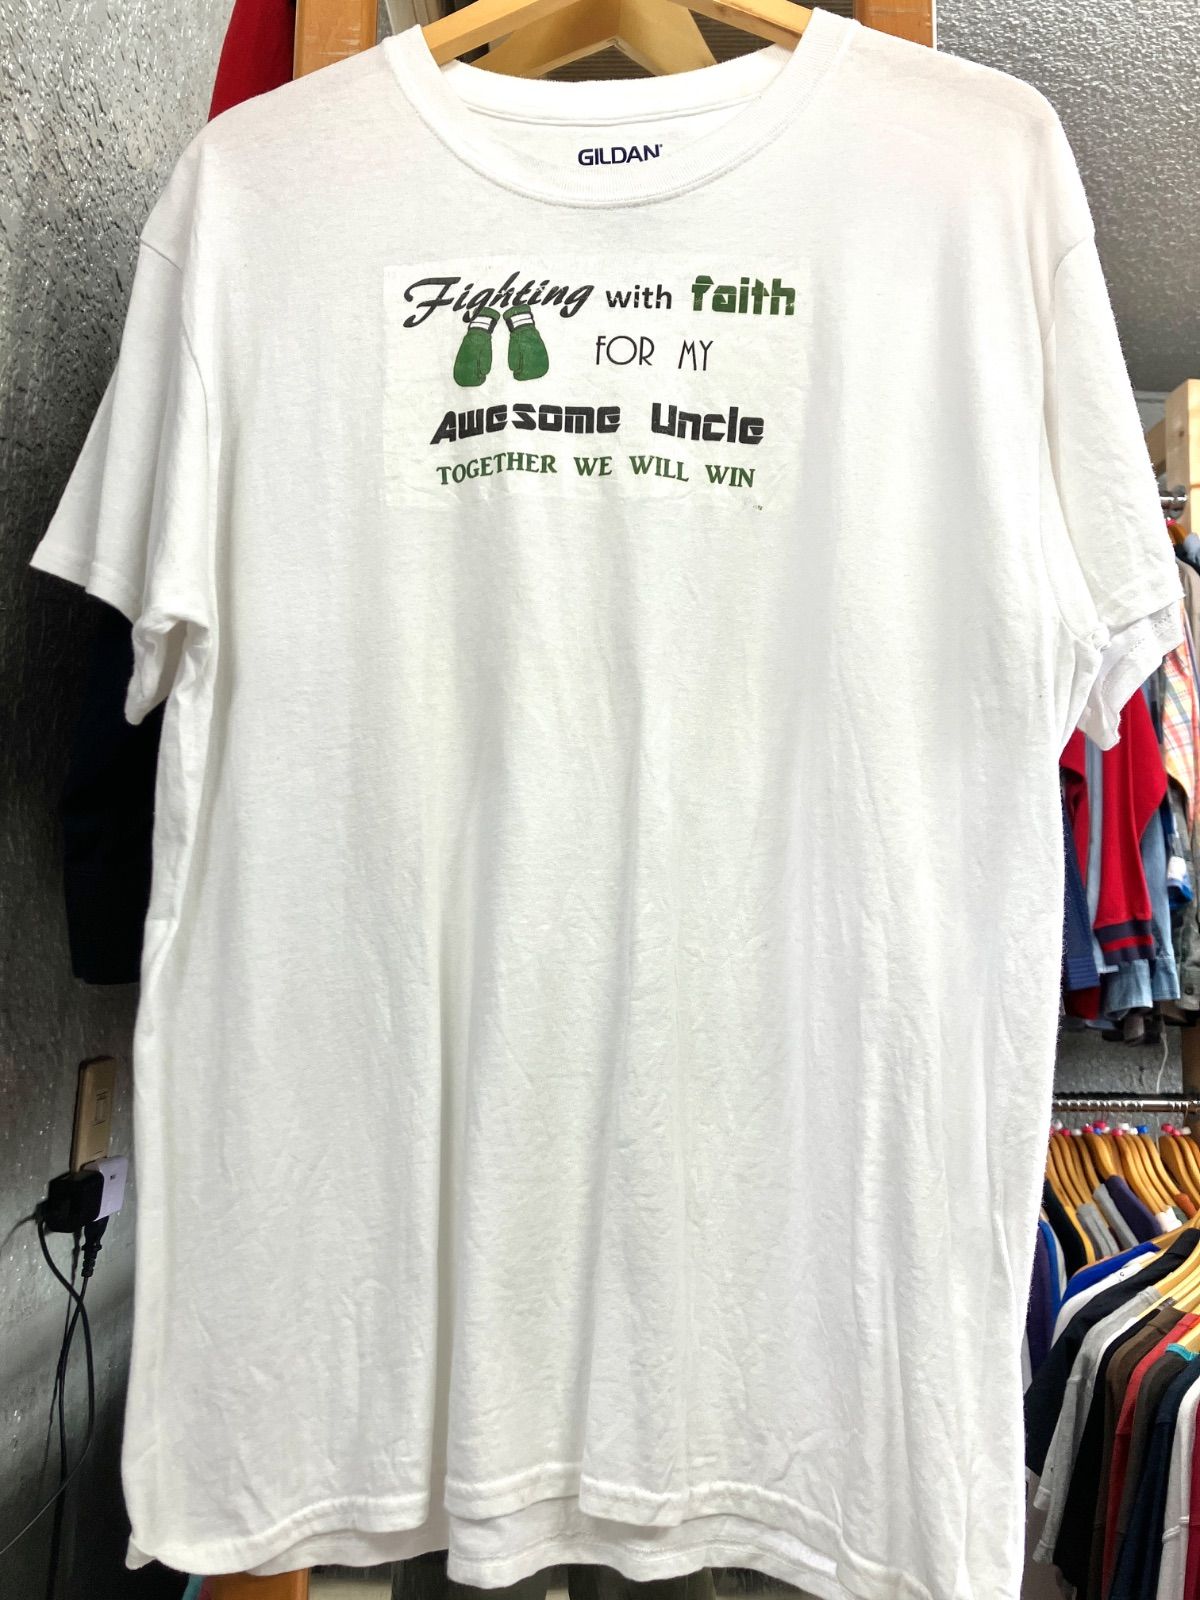 GILDAN
Fighting with faith
FOR MY
Awesome Uncle
TOGETHER WE WILL WIN